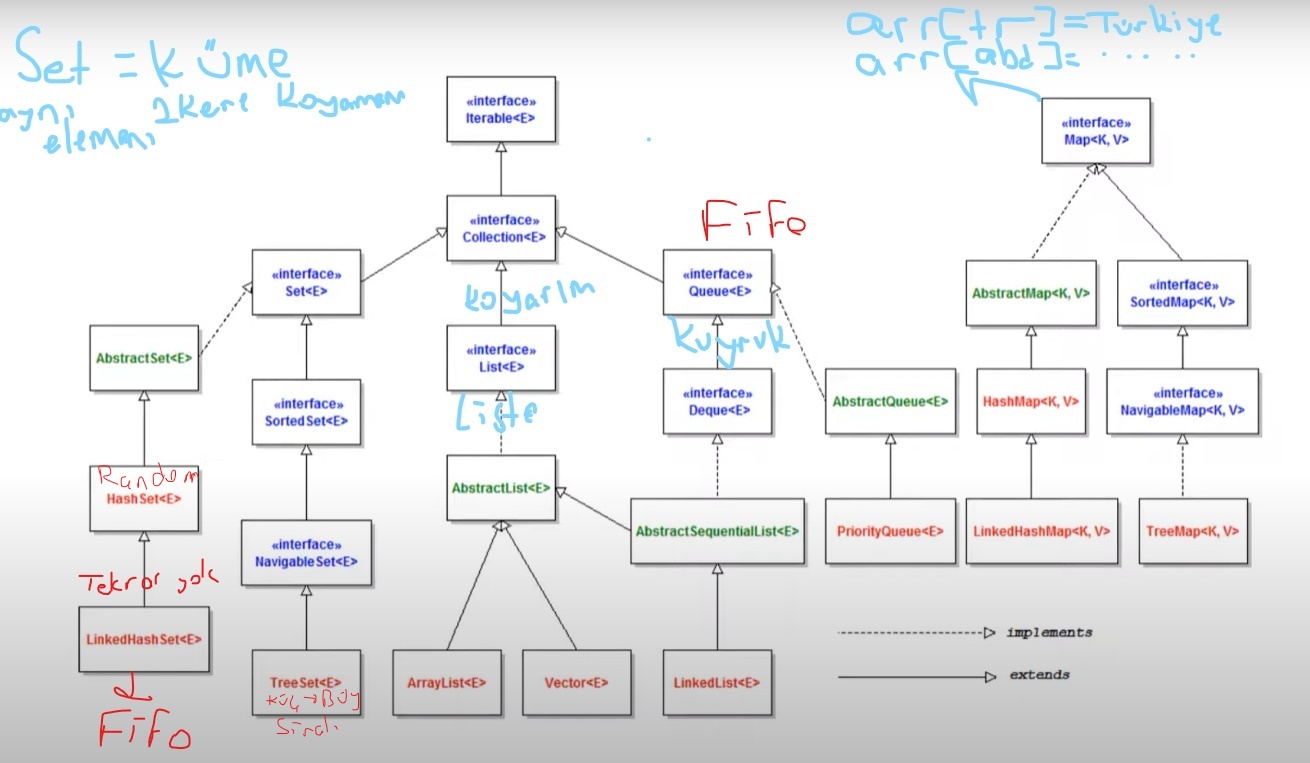 Set = Küme
aynı 2 kere koyamam
elemanı
arr[tr]=Türkiye
arr[abd]= ......
«interface»
Iterable<E>
«interface»
Map<K, V>
«interface»
Collection<E>
FiFo
«interface»
Set<E>
koyarım
«interface»
Queue<E>
AbstractMap<K, V>
«interface»
SortedMap<K, V>
AbstractSet<E>
«interface»
List<E>
Kuyruk
«interface»
SortedSet<E>
Liste
«interface»
Deque<E>
AbstractQueue<E>
HashMap<K, V>
«interface»
NavigableMap<K, V>
Random
HashSet<E>
AbstractList<E>
«interface»
NavigableSet<E>
AbstractSequentialList<E>
PriorityQueue<E>
LinkedHashMap<K, V>
TreeMap<K, V>
Tekrar yok
LinkedHashSet<E>
FiFo
TreeSet<E>
Küç→Büy
Sıralı
ArrayList<E>
Vector<E>
LinkedList<E>
implements
extends